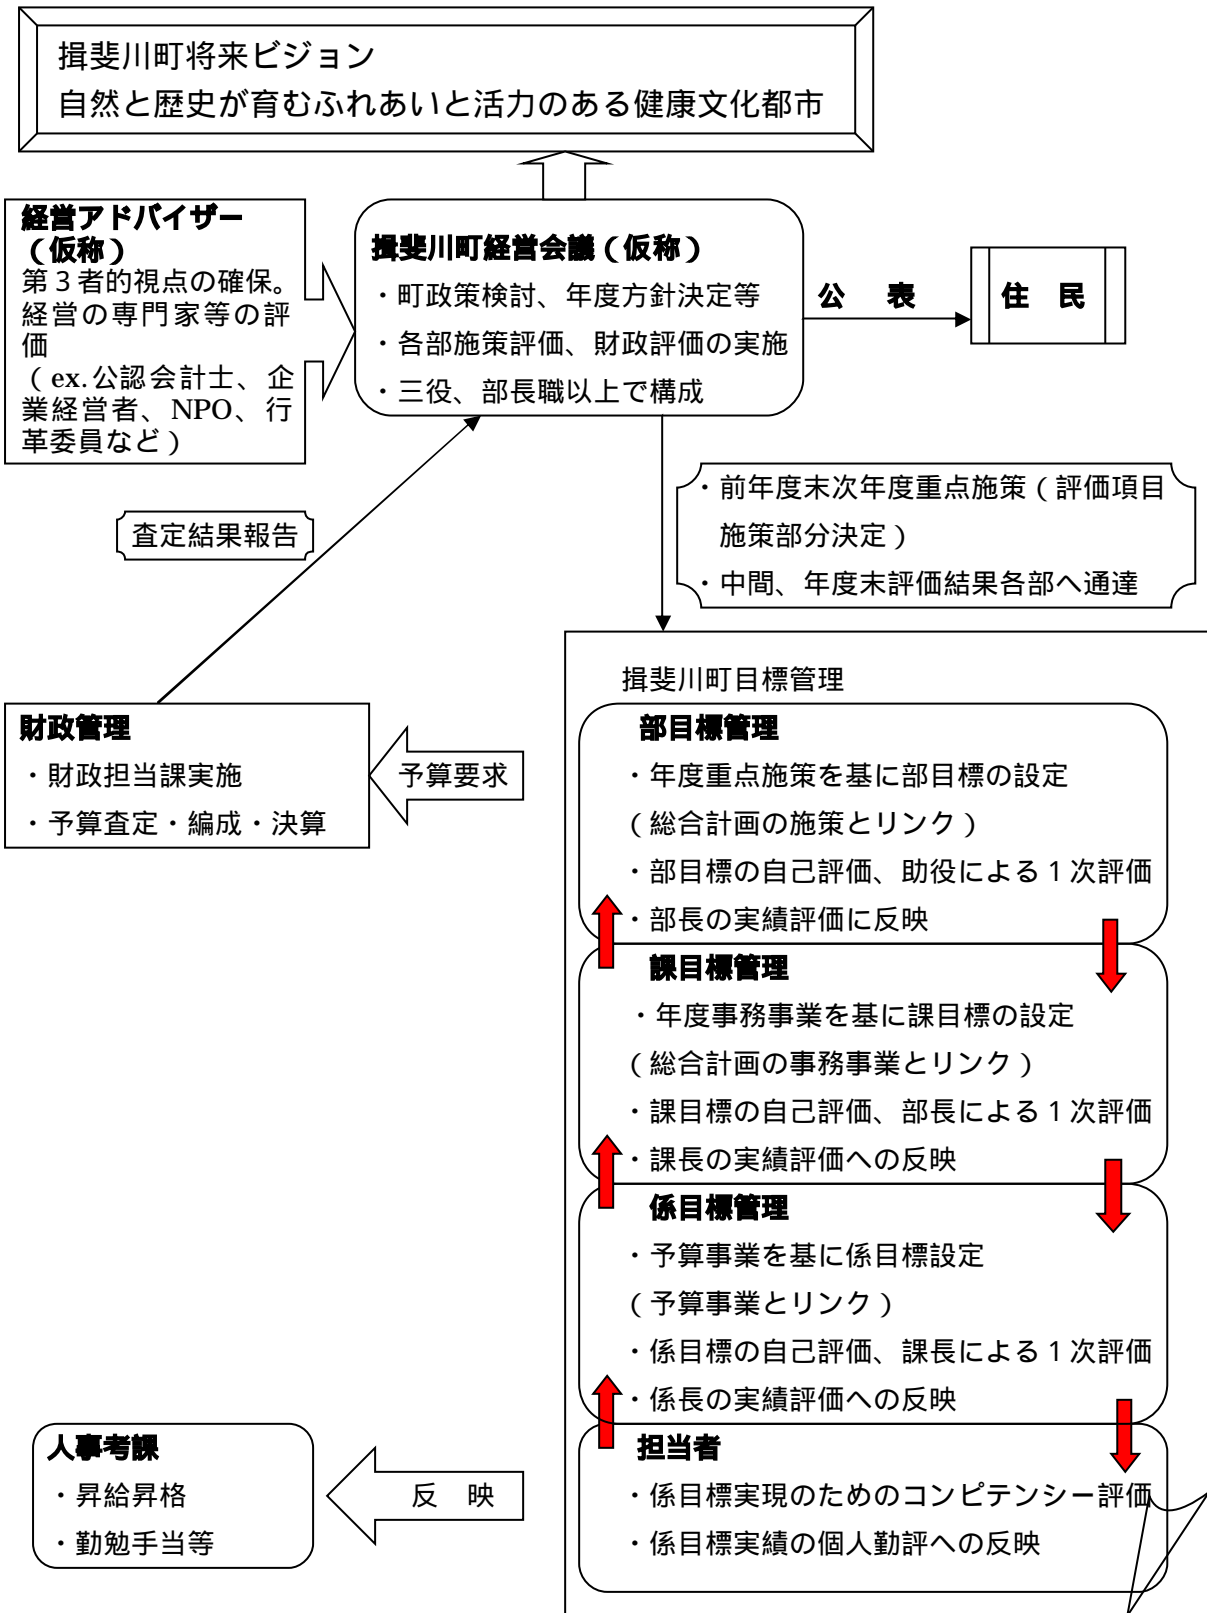 揖斐川町将来ビジョン
自然と歴史が育むふれあいと活力のある健康文化都市
経営アドバイザー
(仮称)
第3者的視点の確保。
経営の専門家等の評
価
(ex.公認会計士、企
業経営者、NPO、行
革委員など)
揖斐川町経営会議(仮称)
・町政策検討、年度方針決定等
・各部施策評価、財政評価の実施
・三役、部長職以上で構成
公 表
住 民
・前年度末次年度重点施策(評価項目
施策部分決定)
・中間、年度末評価結果各部へ通達
査定結果報告
揖斐川町目標管理
財政管理
・財政担当課実施
・予算査定・編成・決算
予算要求
部目標管理
・年度重点施策を基に部目標の設定
(総合計画の施策とリンク)
・部目標の自己評価、助役による1次評価
・部長の実績評価に反映
課目標管理
・年度事務事業を基に課目標の設定
(総合計画の事務事業とリンク)
・課目標の自己評価、部長による1次評価
・課長の実績評価への反映
係目標管理
・予算事業を基に係目標設定
(予算事業とリンク)
・係目標の自己評価、課長による1次評価
・係長の実績評価への反映
人事考課
・昇給昇格
・勤勉手当等
反 映
担当者
・係目標実現のためのコンピテンシー評価
・係目標実績の個人勤評への反映